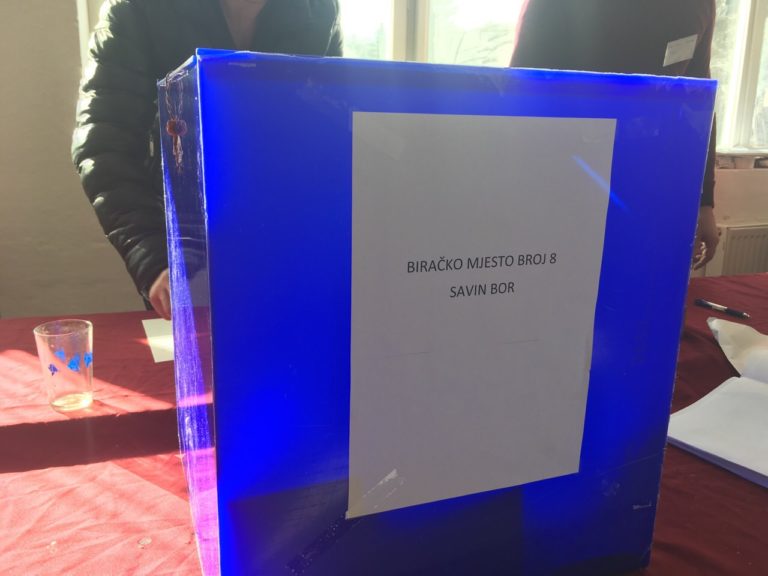 BIRAČKO MJESTO BROJ 8
SAVIN BOR